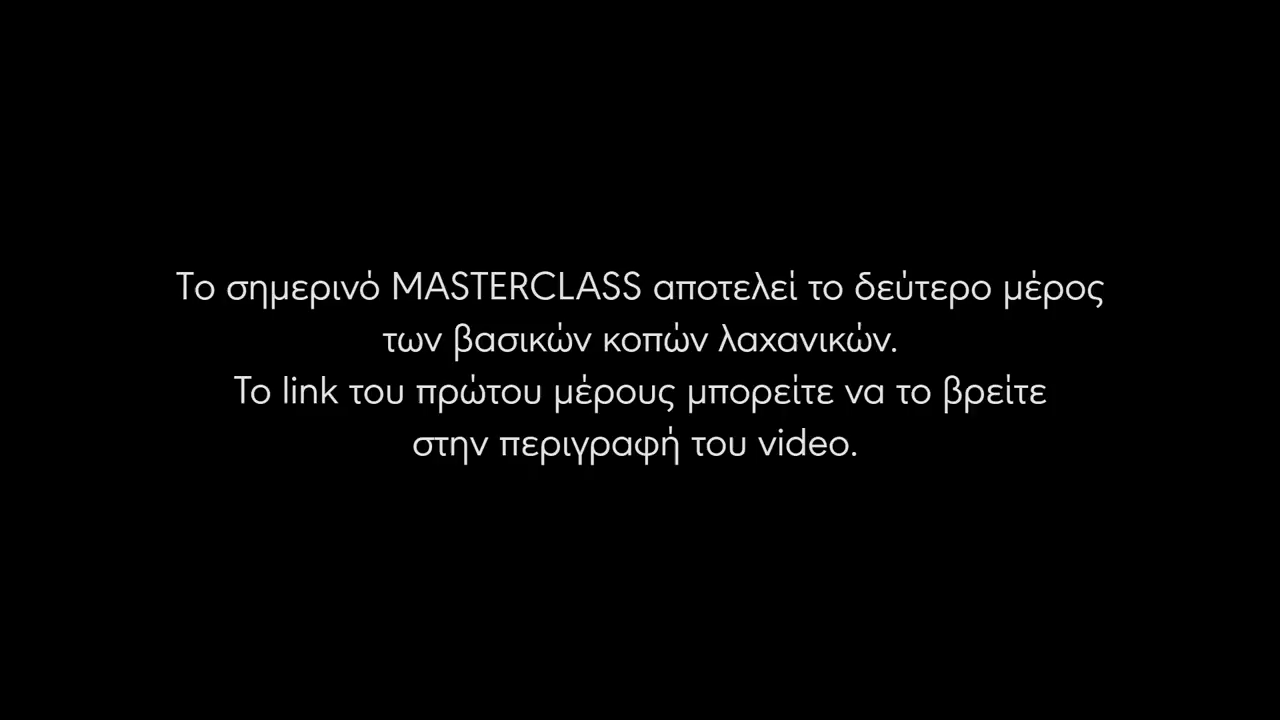 Το σημερινό MASTERCLASS αποτελεί το δεύτερο μέρος
των βασικών κοπών λαχανικών.
Το link του πρώτου μέρους μπορείτε να το βρείτε
στην περιγραφή του video.